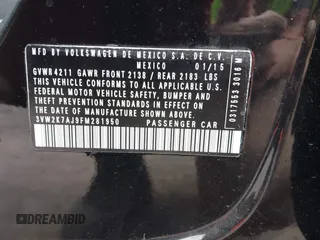 MFD BY VOLKSWAGEN DE MEXICO S.A. DE C.V.
MEXICO 01/15
GVWR 4211 GAWR FRONT 2138 / REAR 2183 LBS
THIS VEHICLE CONFORMS TO ALL APPLICABLE
FEDERAL MOTOR VEHICLE SAFETY, BUMPER AND
THEFT PREVENTION STANDARDS IN EFFECT ON THE
DATE OF MANUFACTURE SHOWN ABOVE.
3VW2K7AJ9FM281950 PASSENGER CAR
0317553 3016 M
DREAMBID